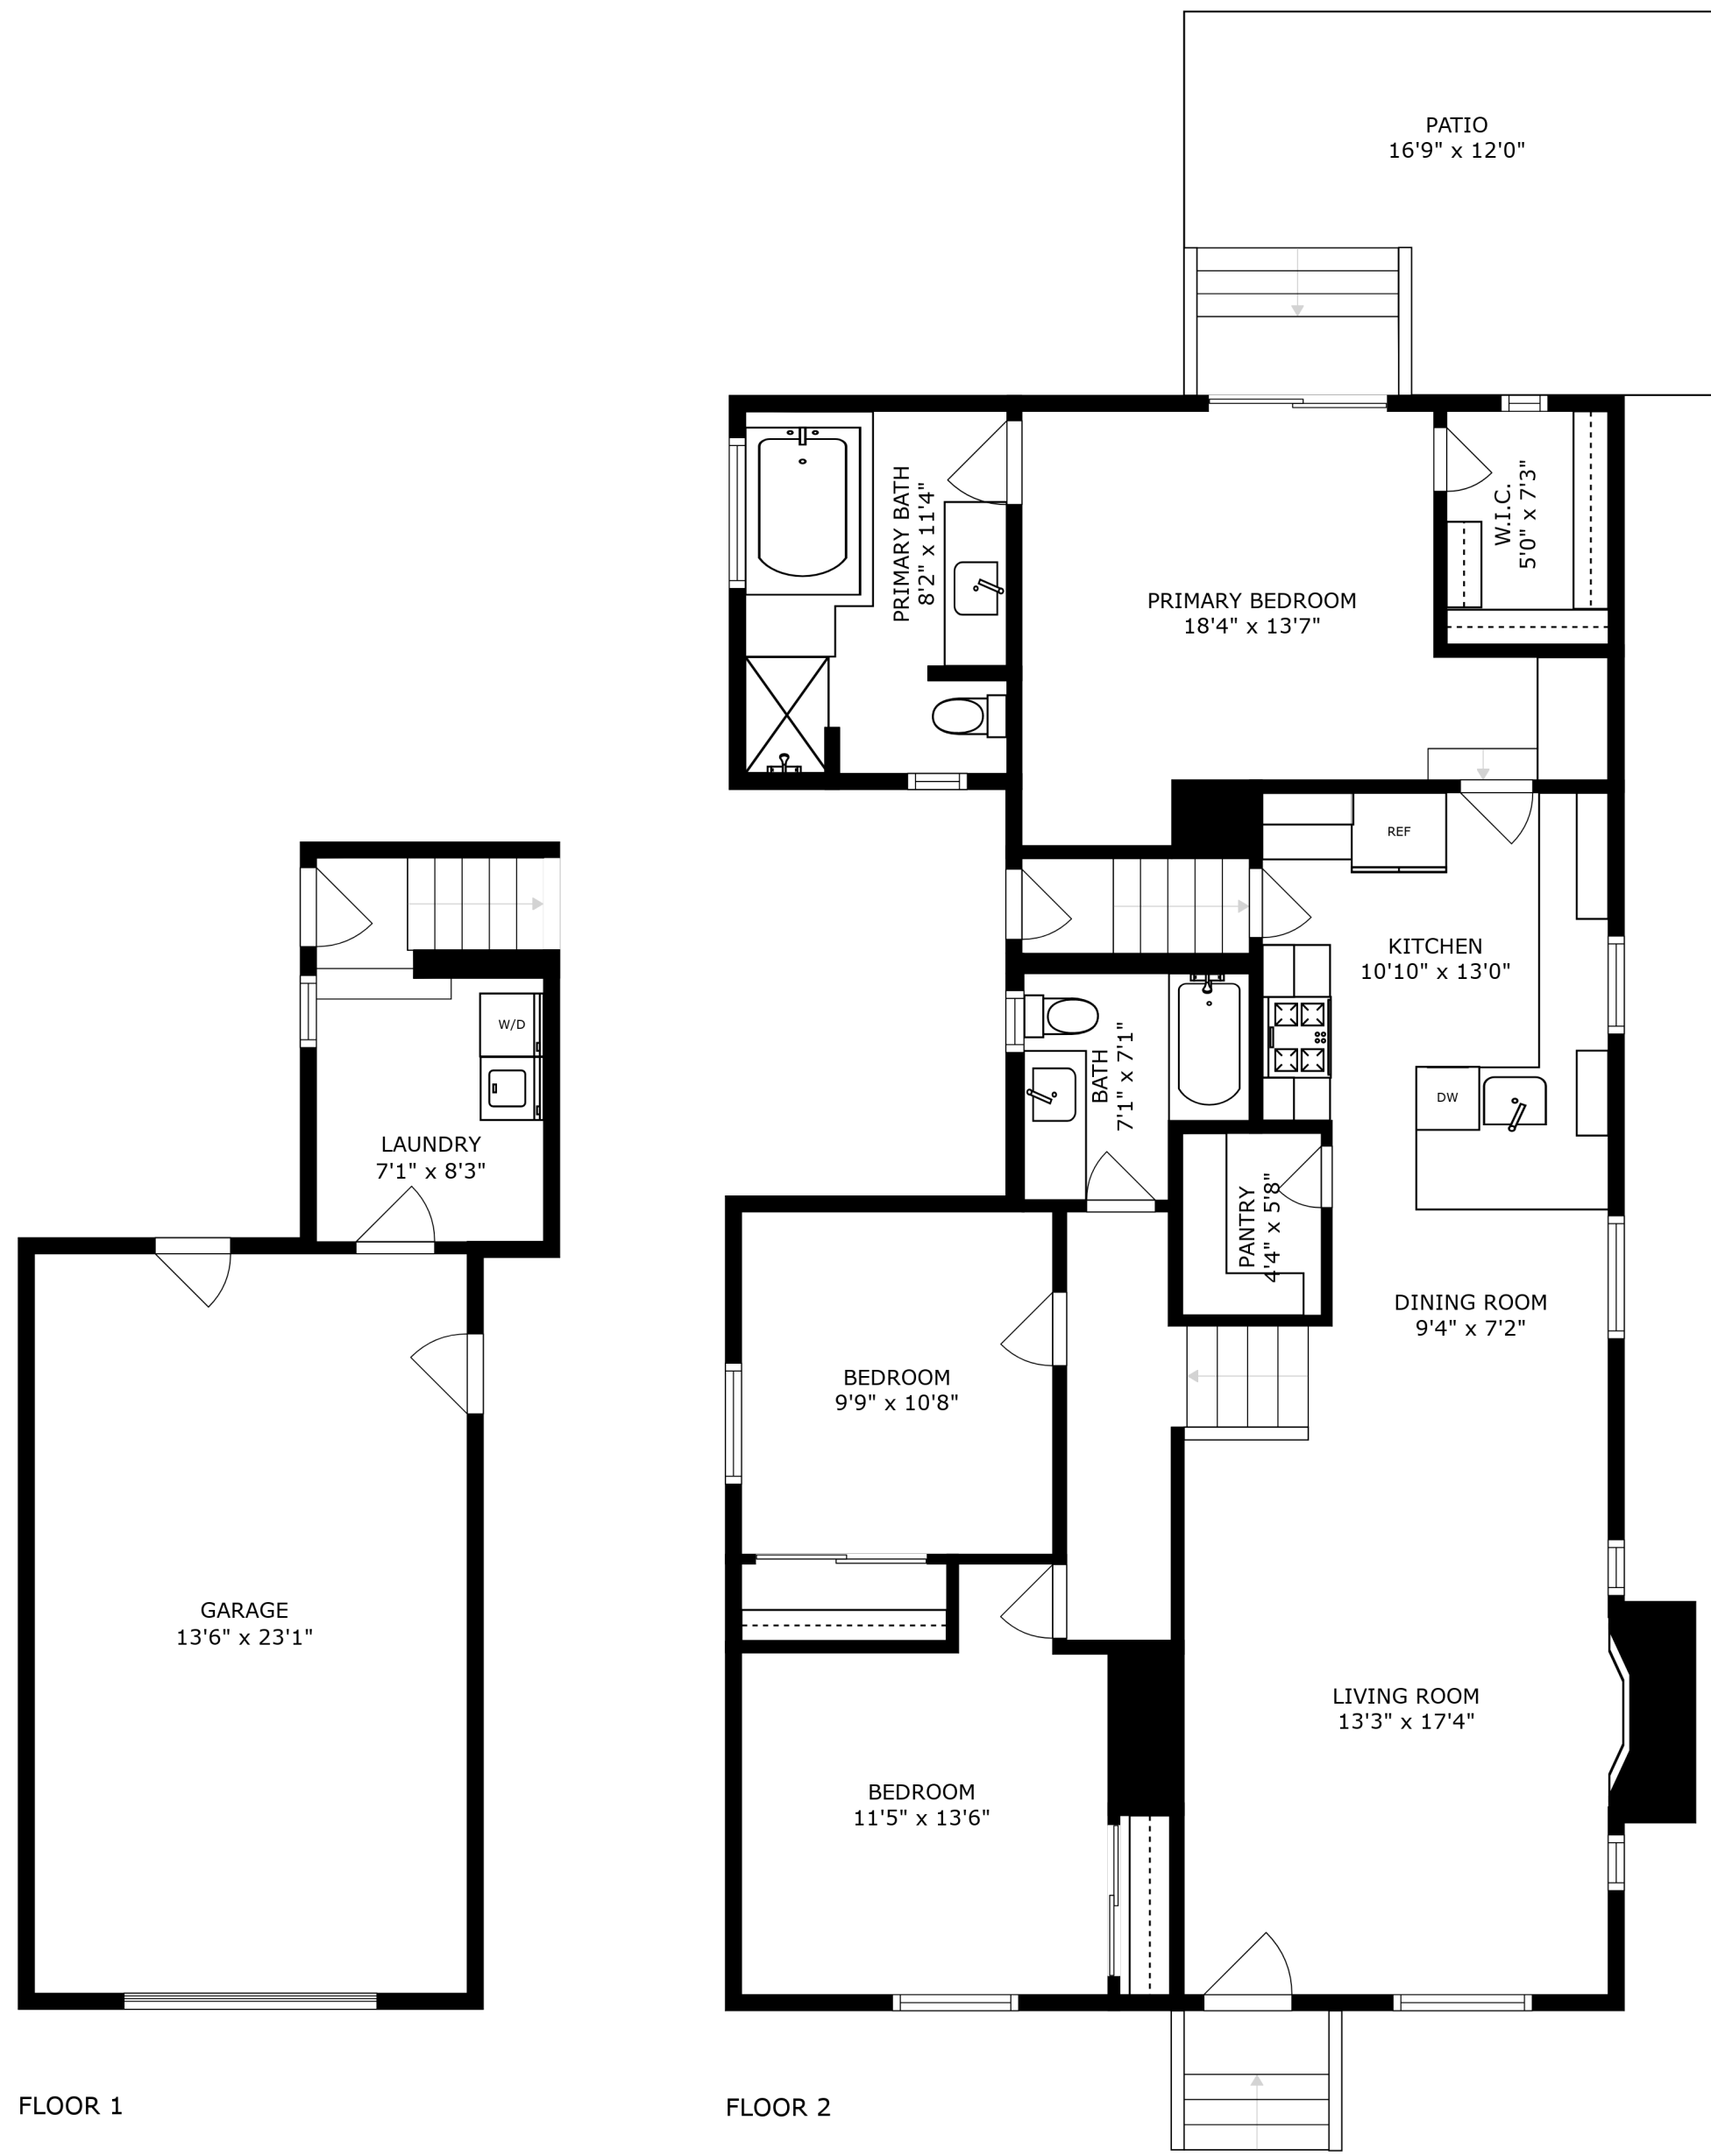 PATIO
16'9" x 12'0"
PRIMARY BATH
8'2" x 11'4"
W.I.C.
5'0" x 7'3"
PRIMARY BEDROOM
18'4" x 13'7"
REF
KITCHEN
10'10" x 13'0"
W/D
BATH
7'1" x 7'1"
DW
LAUNDRY
7'1" x 8'3"
PANTRY
4'4" x 5'8"
DINING ROOM
9'4" x 7'2"
BEDROOM
9'9" x 10'8"
GARAGE
13'6" x 23'1"
LIVING ROOM
13'3" x 17'4"
BEDROOM
11'5" x 13'6"
FLOOR 1
FLOOR 2